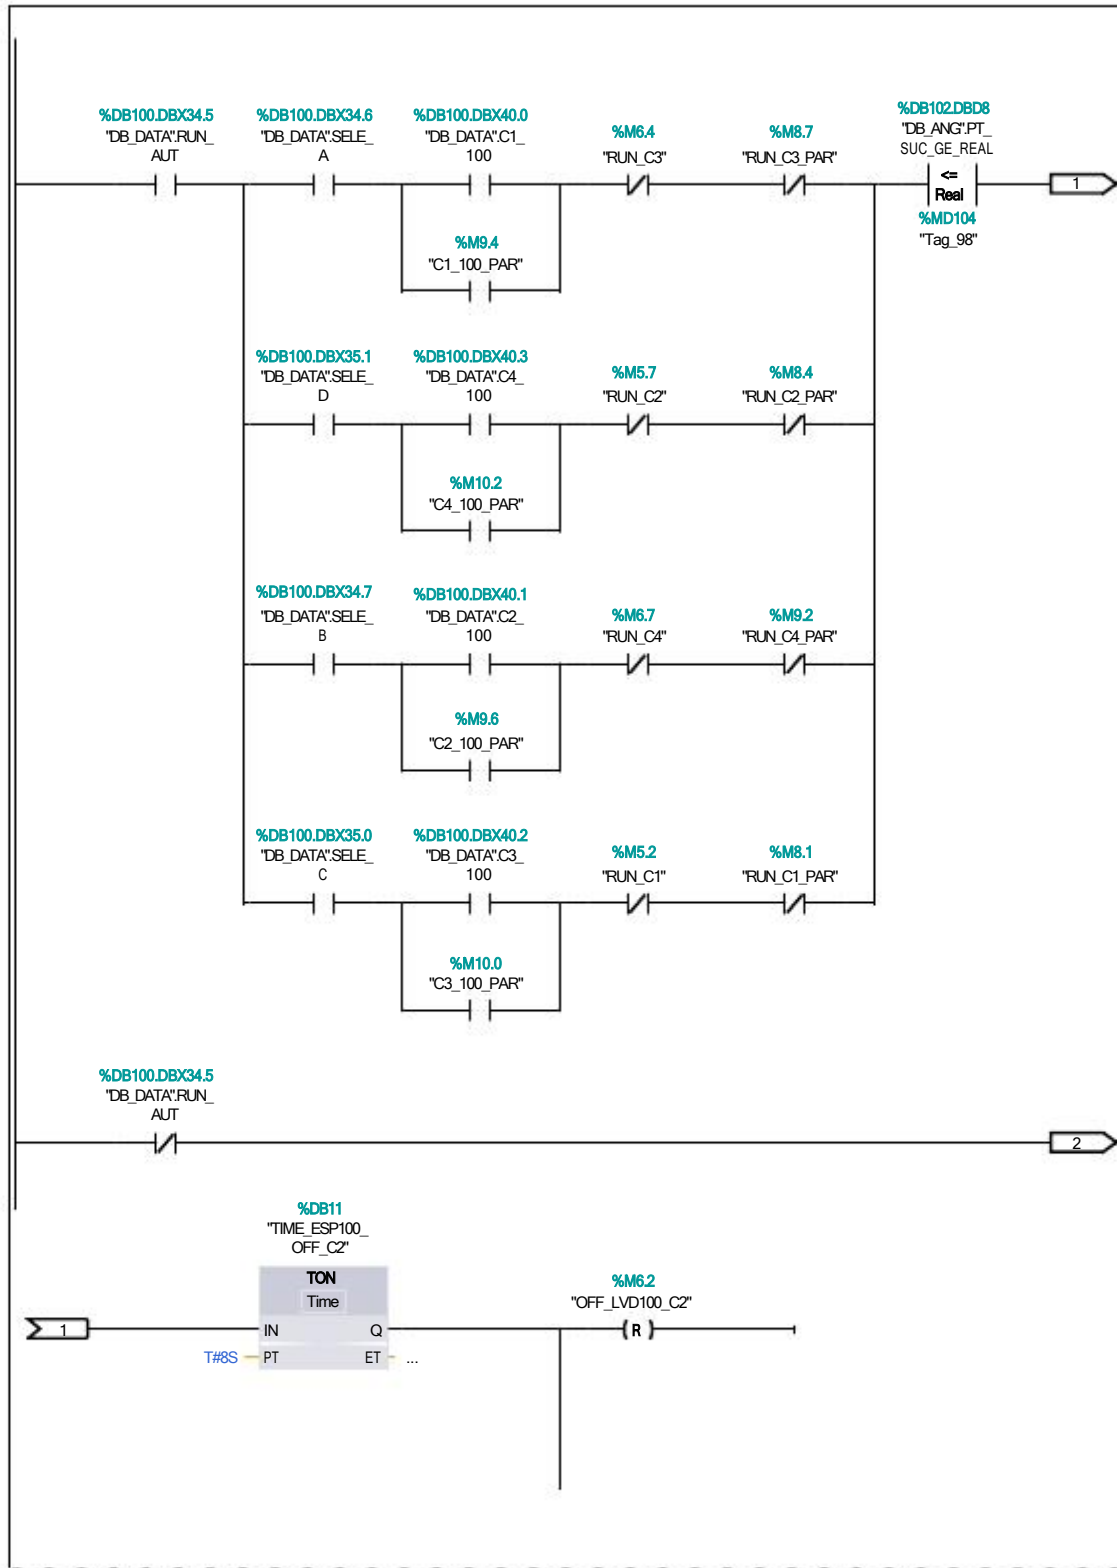 %DB100.DBX34.5
"DB_DATA".RUN_
AUT
%DB100.DBX34.6
"DB_DATA".SELE_
A
%DB100.DBX40.0
"DB_DATA".C1_
100
%M6.4
"RUN_C3"
%M8.7
"RUN_C3_PAR"
%DB102.DBD8
"DB_ANG".PT_
SUC_GE_REAL
<=
Real
%MD104
"Tag_98"
1
%M9.4
"C1_100_PAR"
%DB100.DBX35.1
"DB_DATA".SELE_
D
%DB100.DBX40.3
"DB_DATA".C4_
100
%M5.7
"RUN_C2"
%M8.4
"RUN_C2_PAR"
%M10.2
"C4_100_PAR"
%DB100.DBX34.7
"DB_DATA".SELE_
B
%DB100.DBX40.1
"DB_DATA".C2_
100
%M6.7
"RUN_C4"
%M9.2
"RUN_C4_PAR"
%M9.6
"C2_100_PAR"
%DB100.DBX35.0
"DB_DATA".SELE_
C
%DB100.DBX40.2
"DB_DATA".C3_
100
%M5.2
"RUN_C1"
%M8.1
"RUN_C1_PAR"
%M10.0
"C3_100_PAR"
%DB100.DBX34.5
"DB_DATA".RUN_
AUT
2
%DB11
"TIME_ESP100_
OFF_C2"
TON
Time
%M6.2
"OFF_LVD100_C2"
1
IN Q
R
T#8S PT ET ...